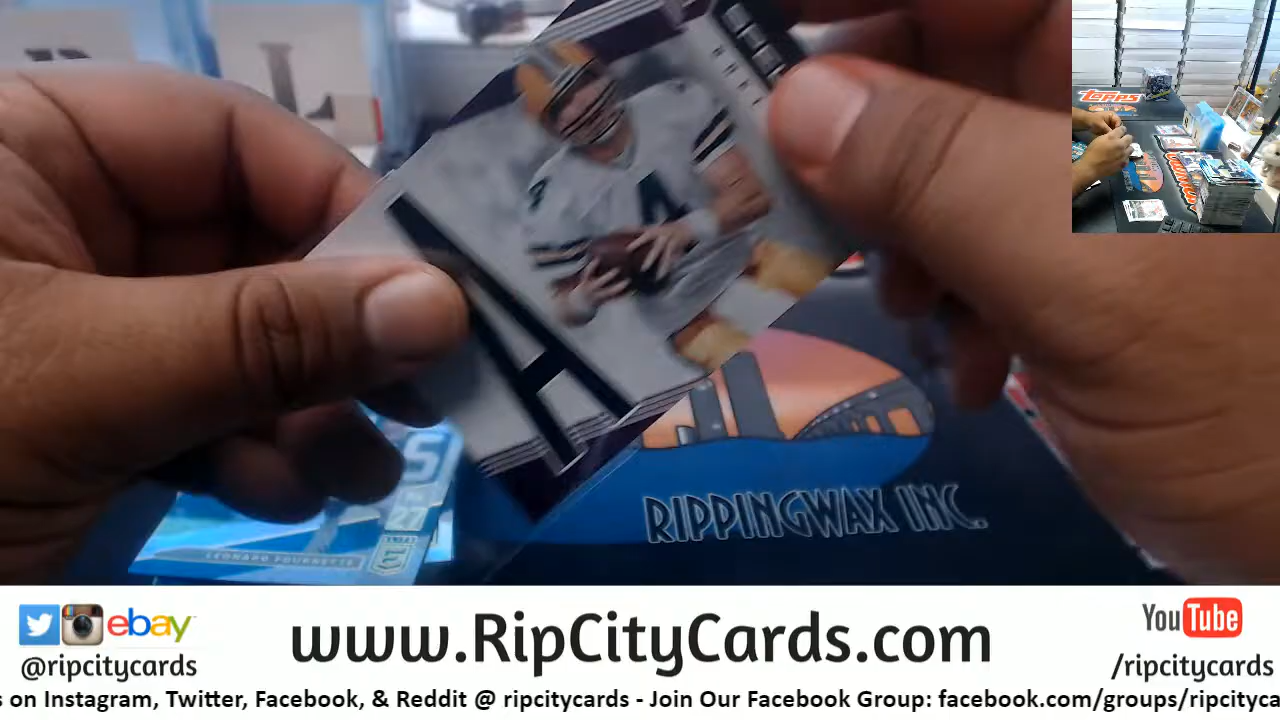 L
Topps
4
A
LEONARD FOURNETTE
RIPPINGWAX INC.
ebay
www.RipCityCards.com
YouTube
@ripcitycards
/ripcitycards
s on Instagram, Twitter, Facebook, & Reddit @ ripcitycards - Join Our Facebook Group: facebook.com/groups/ripcityca